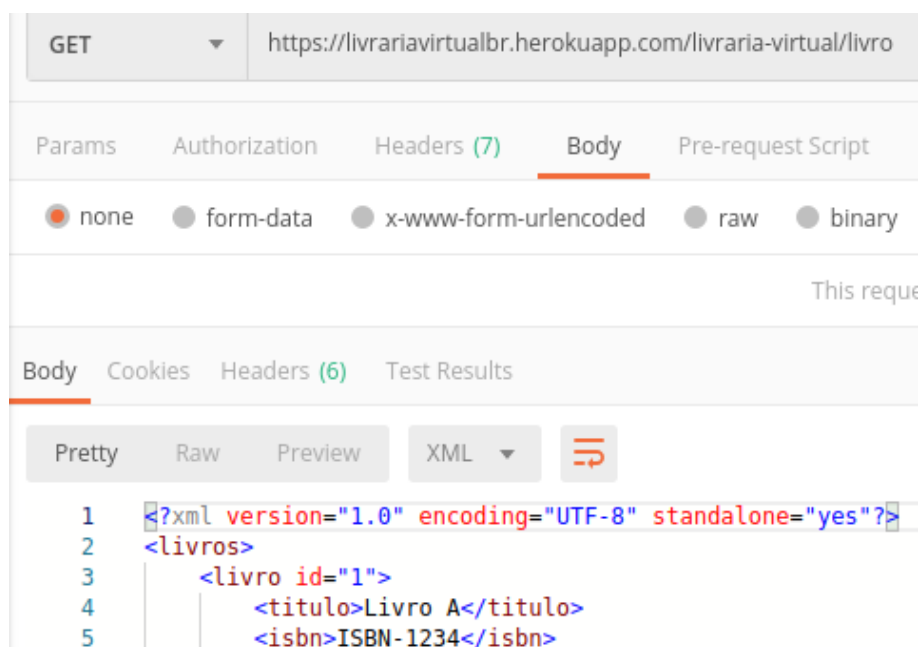 GET https://livrariavirtualbr.herokuapp.com/livraria-virtual/livro
Params Authorization Headers (7) Body Pre-request Script
none form-data x-www-form-urlencoded raw binary
This reque
Body Cookies Headers (6) Test Results
Pretty Raw Preview XML
1 <?xml version="1.0" encoding="UTF-8" standalone="yes"?>
2 <livros>
3 <livro id="1">
4 <titulo>Livro A</titulo>
5 <isbn>ISBN-1234</isbn>